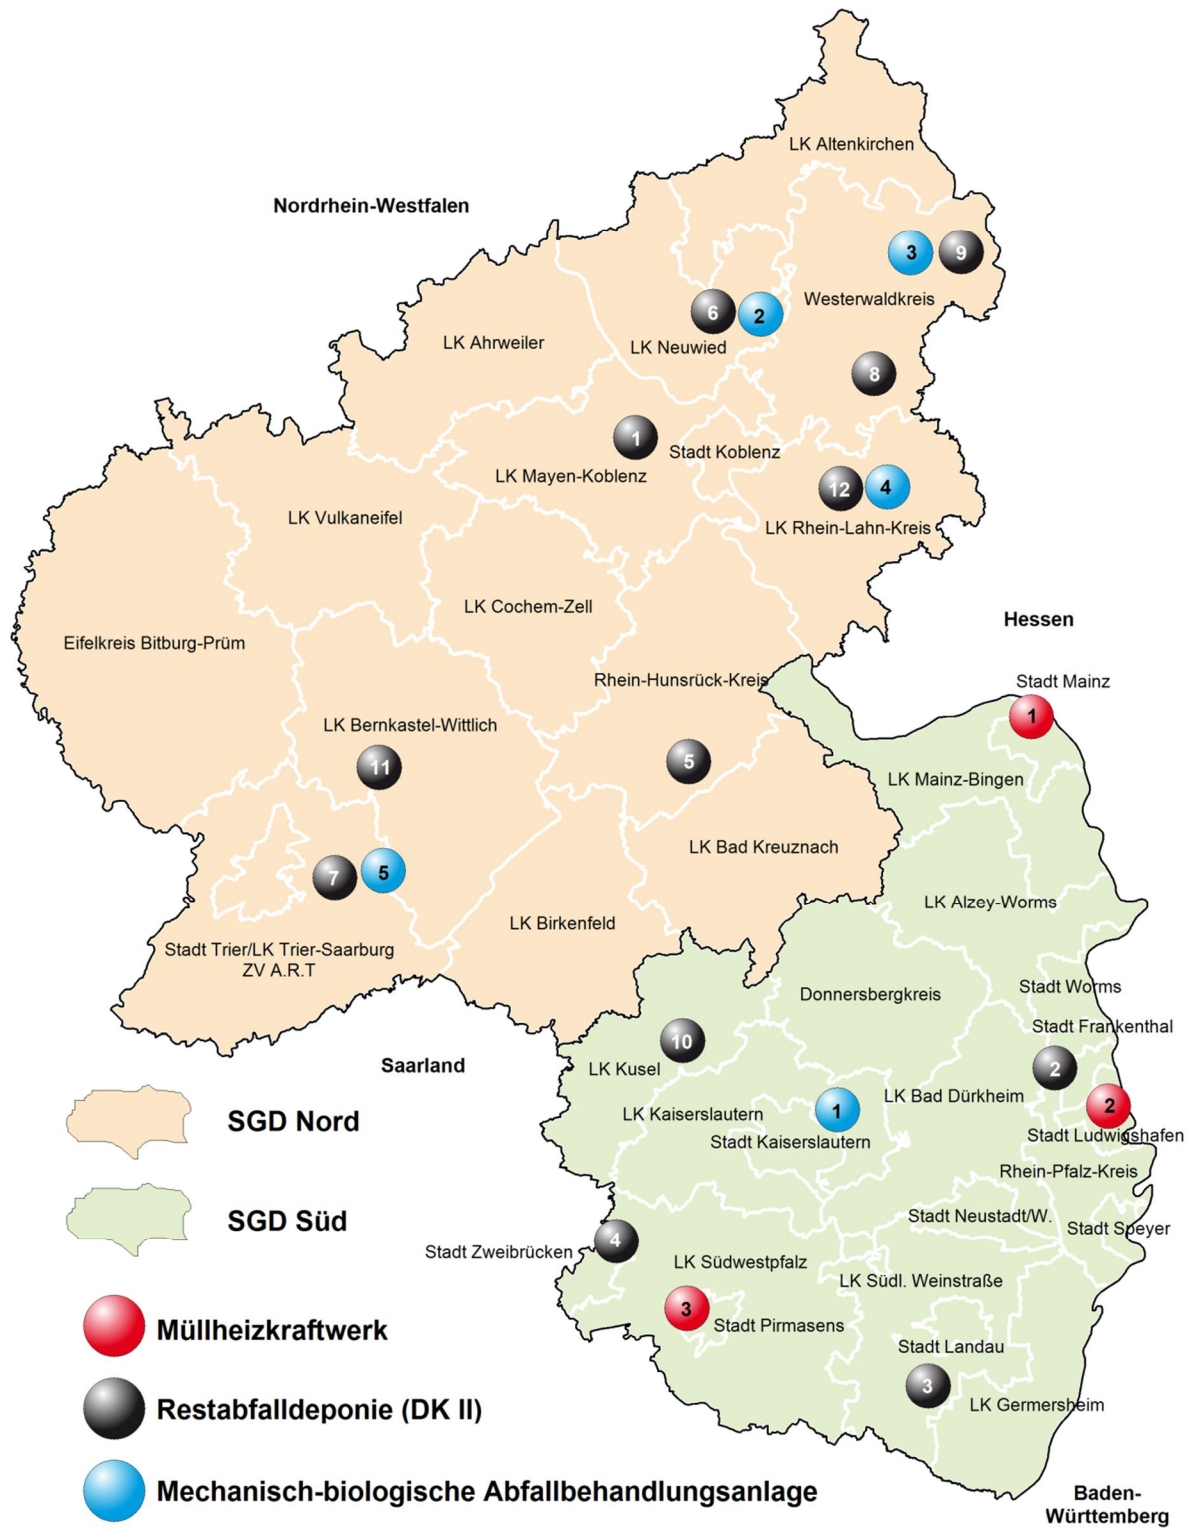 LK Altenkirchen
Nordrhein-Westfalen
3
9
Westerwaldkreis
6
2
LK Ahrweiler
LK Neuwied
8
1
Stadt Koblenz
LK Mayen-Koblenz
12
4
LK Vulkaneifel
LK Rhein-Lahn-Kreis
LK Cochem-Zell
Hessen
Eifelkreis Bitburg-Prüm
Rhein-Hunsrück-Kreis
Stadt Mainz
1
LK Bernkastel-Wittlich
11
5
LK Mainz-Bingen
LK Bad Kreuznach
7
5
LK Alzey-Worms
LK Birkenfeld
Stadt Trier/LK Trier-Saarburg
ZV A.R.T
Donnersbergkreis
Stadt Worms
Stadt Frankenthal
10
Saarland
LK Kusel
2
LK Bad Dürkheim
2
LK Kaiserslautern
1
SGD Nord
Stadt Kaiserslautern
Stadt Ludwigshafen
Rhein-Pfalz-Kreis
SGD Süd
Stadt Neustadt/W.
Stadt Speyer
4
Stadt Zweibrücken
LK Südwestpfalz
LK Südl. Weinstraße
3
Stadt Pirmasens
Müllheizkraftwerk
Stadt Landau
3
LK Germersheim
Restabfalldeponie (DK II)
Mechanisch-biologische Abfallbehandlungsanlage
Baden-
Württemberg